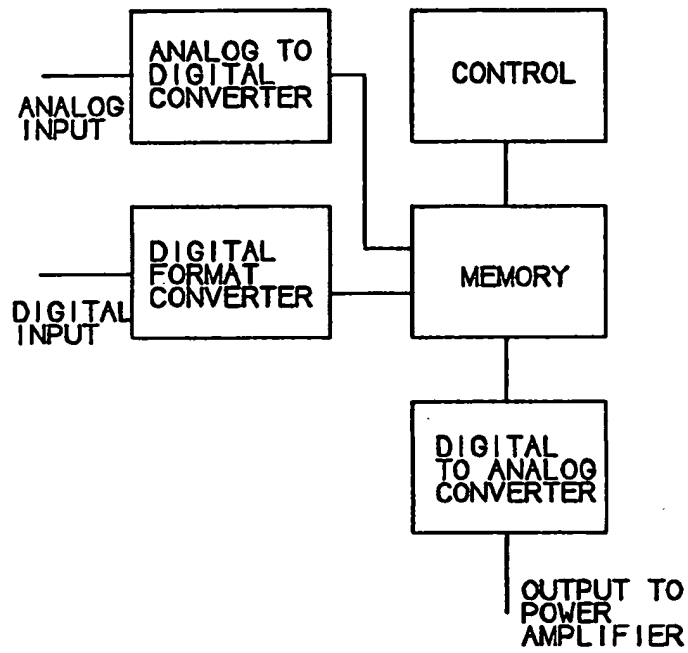 ANALOG TO
DIGITAL
CONVERTER
CONTROL
ANALOG
INPUT
DIGITAL
FORMAT
CONVERTER
MEMORY
DIGITAL
INPUT
DIGITAL
TO ANALOG
CONVERTER
OUTPUT TO
POWER
AMPLIFIER